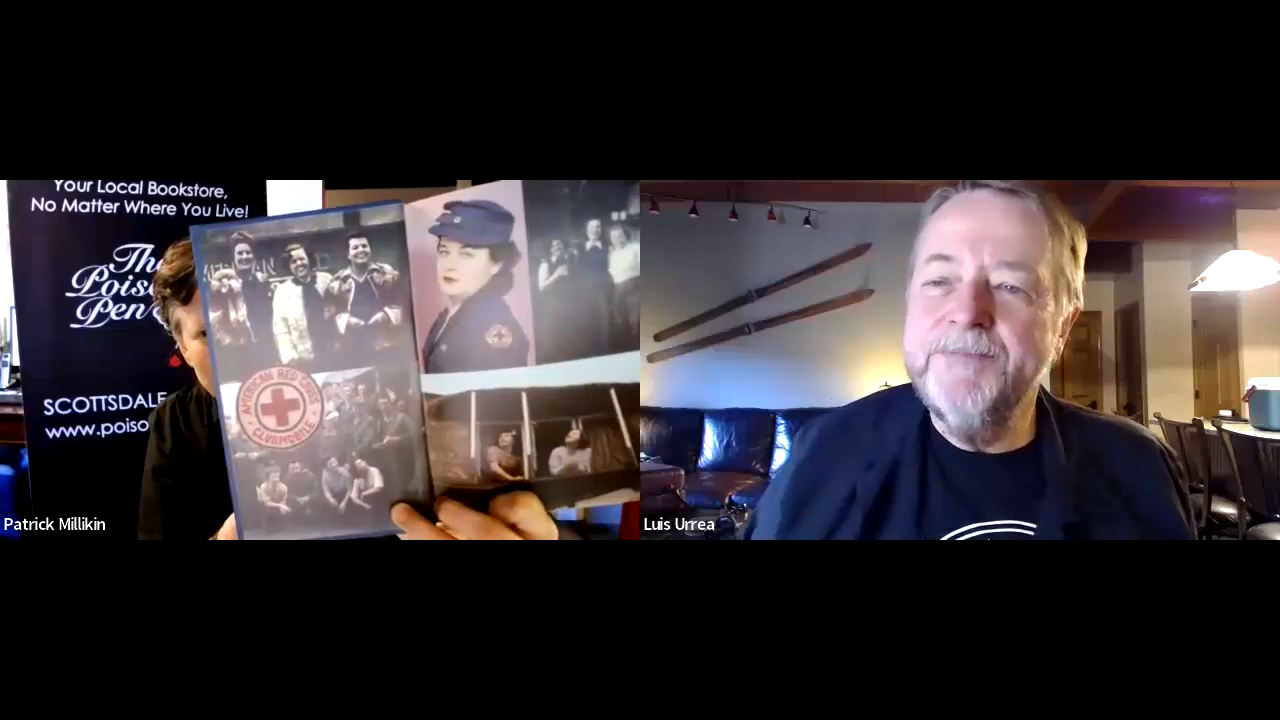 Your Local Bookstore,
No Matter Where You Live!
The
Poiso
Pen
SCOTTSDALE
www.poiso
AMERICAN RED CROSS
CLUBMOBILE
Patrick Millikin
Luis Urrea